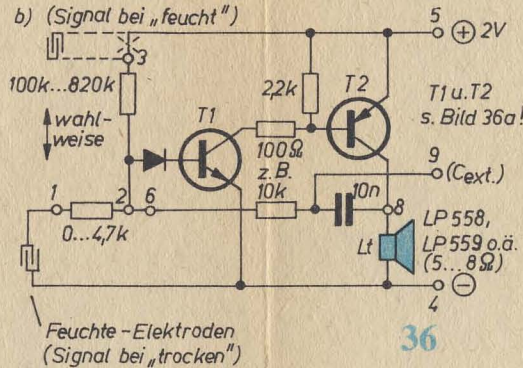 b) (Signal bei „feucht")
3
5
⊕ 2V
100k...820k
2,2k
T2
T1
T1 u. T2
s. Bild 36a!
wahl-
weise
100Ω
z.B.
10k
9
(Cext.)
10n
1
2
6
8
0...4,7k
Lt
LP 558,
LP 559 o.ä.
(5...8Ω)
4
⊖
Feuchte-Elektroden
(Signal bei „trocken")
36